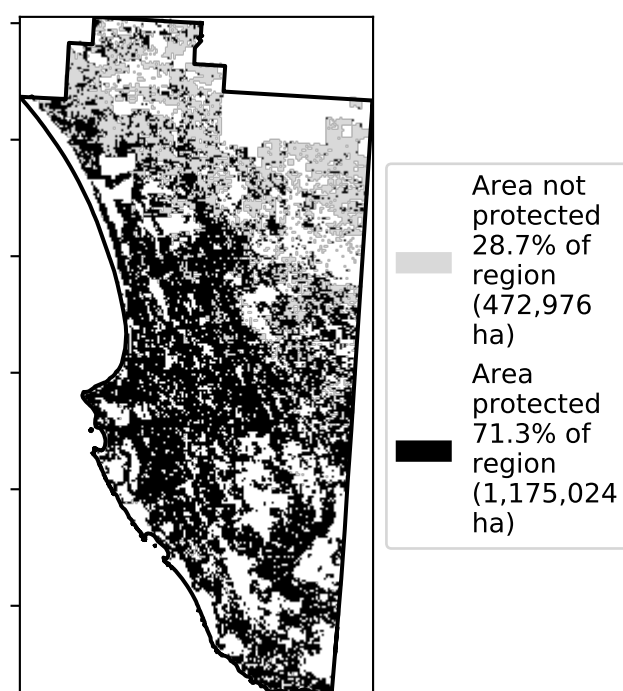 Area not
protected
28.7% of
region
(472,976
ha)
Area
protected
71.3% of
region
(1,175,024
ha)